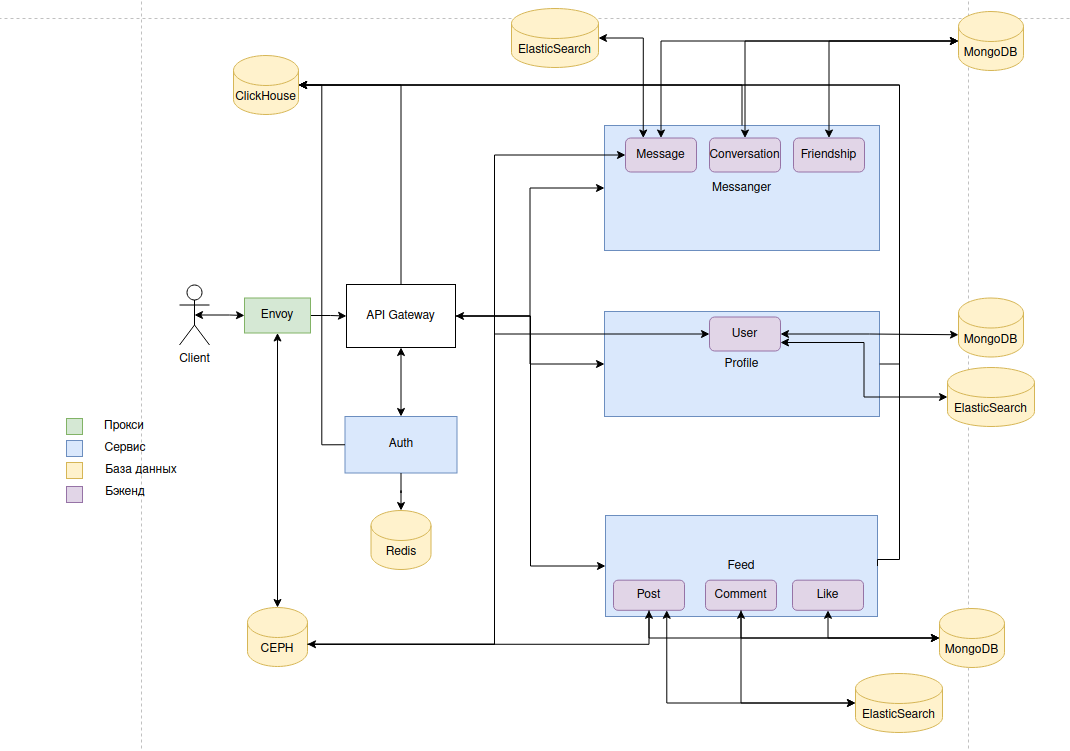 ElasticSearch
MongoDB
ClickHouse
Message
Conversation
Friendship
Messanger
Envoy
API Gateway
Client
User
Profile
MongoDB
ElasticSearch
Прокси
Сервис
База данных
Бэкенд
Auth
Redis
Feed
Post
Comment
Like
CEPH
MongoDB
ElasticSearch